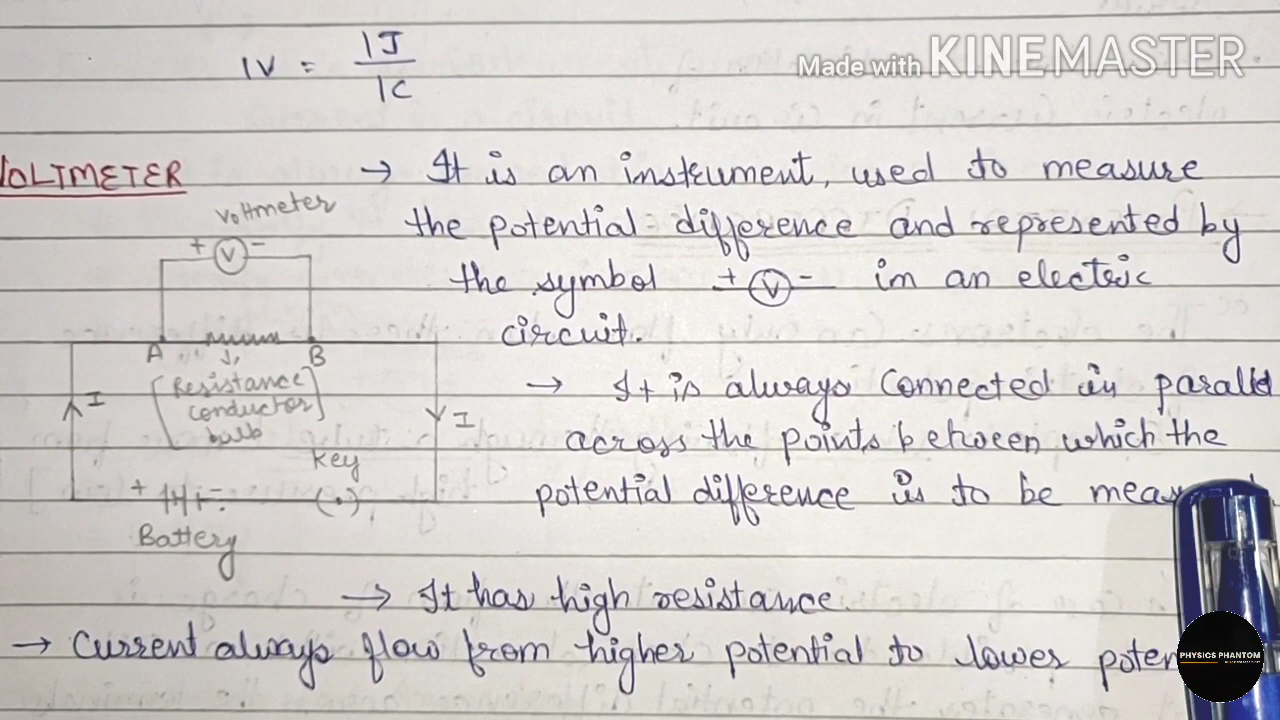 1V = 1J
1C
Made with KINEMASTER
VOLTMETER → It is an instrument, used to measure
the potential difference and represented by
the symbol + V - in an electric
circuit.
voltmeter
+ V -
A B
[Resistance
conductor]
bulb
I
I
Key
+ -
(•)
Battery
→ It is always connected in parallel
across the points between which the
potential difference is to be meas
→ It has high resistance.
→ Current always flow from higher potential to lower poten
PHYSICS PHANTOM